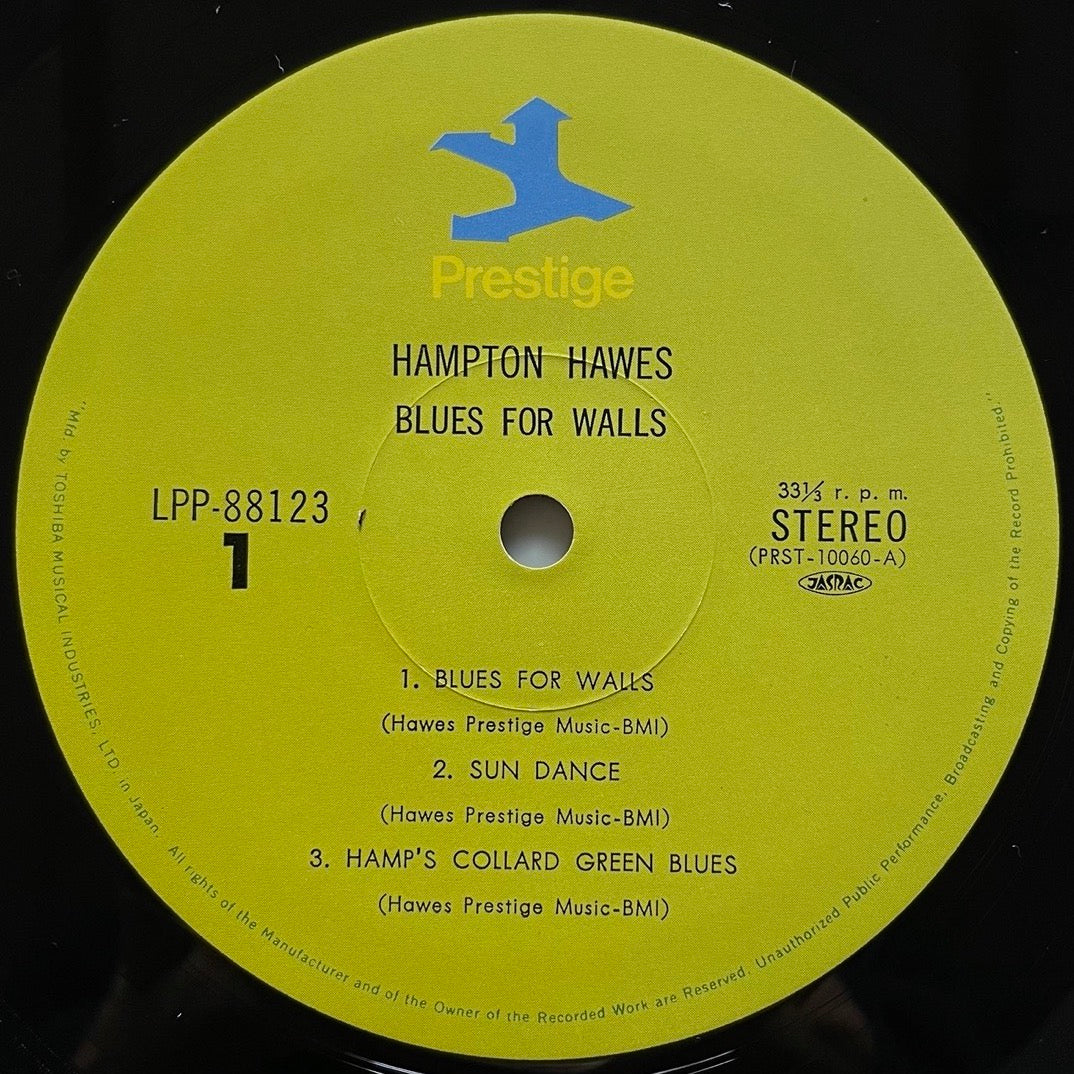 Prestige
HAMPTON HAWES
BLUES FOR WALLS
LPP-88123
1
33⅓ r. p. m.
STEREO
(PRST-10060-A)
JASRAC
1. BLUES FOR WALLS
(Hawes Prestige Music-BMI)
2. SUN DANCE
(Hawes Prestige Music-BMI)
3. HAMP'S COLLARD GREEN BLUES
(Hawes Prestige Music-BMI)
"Mfd. by TOSHIBA MUSICAL INDUSTRIES, LTD. in Japan. All rights of the Manufacturer and of the Owner of the Recorded Work are Reserved. Unauthorized Public Performance, Broadcasting and Copying of the Record Prohibited."